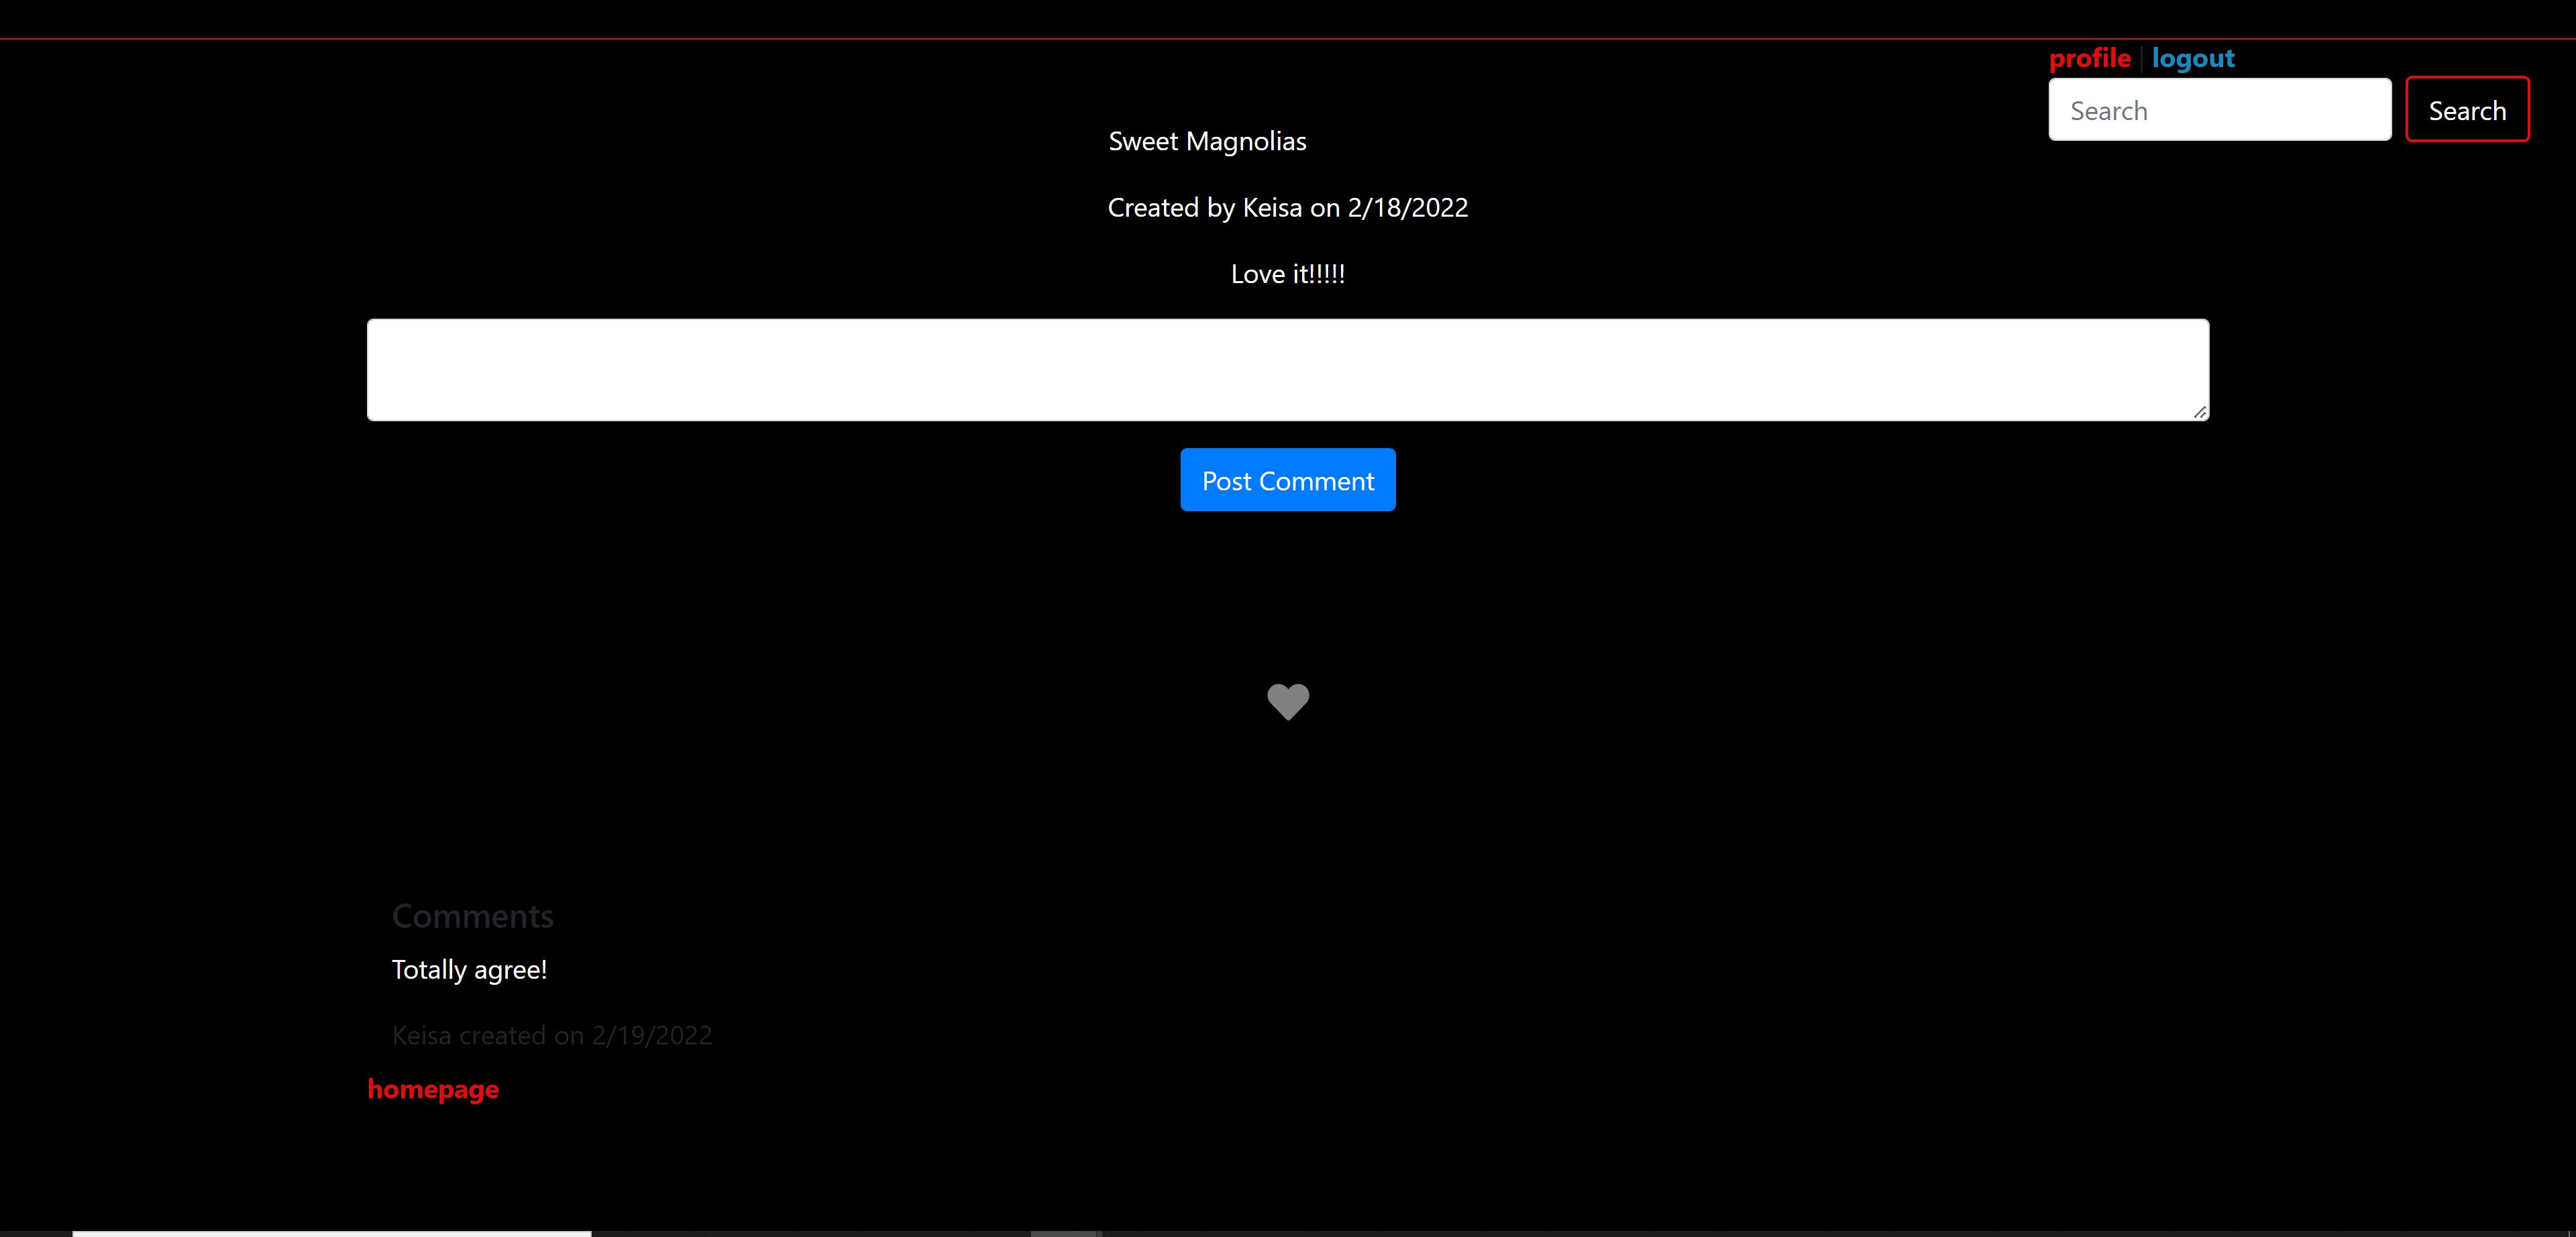 profile | logout
Search Search
Sweet Magnolias
Created by Keisa on 2/18/2022
Love it!!!!!
Post Comment
Comments
Totally agree!
Keisa created on 2/19/2022
homepage